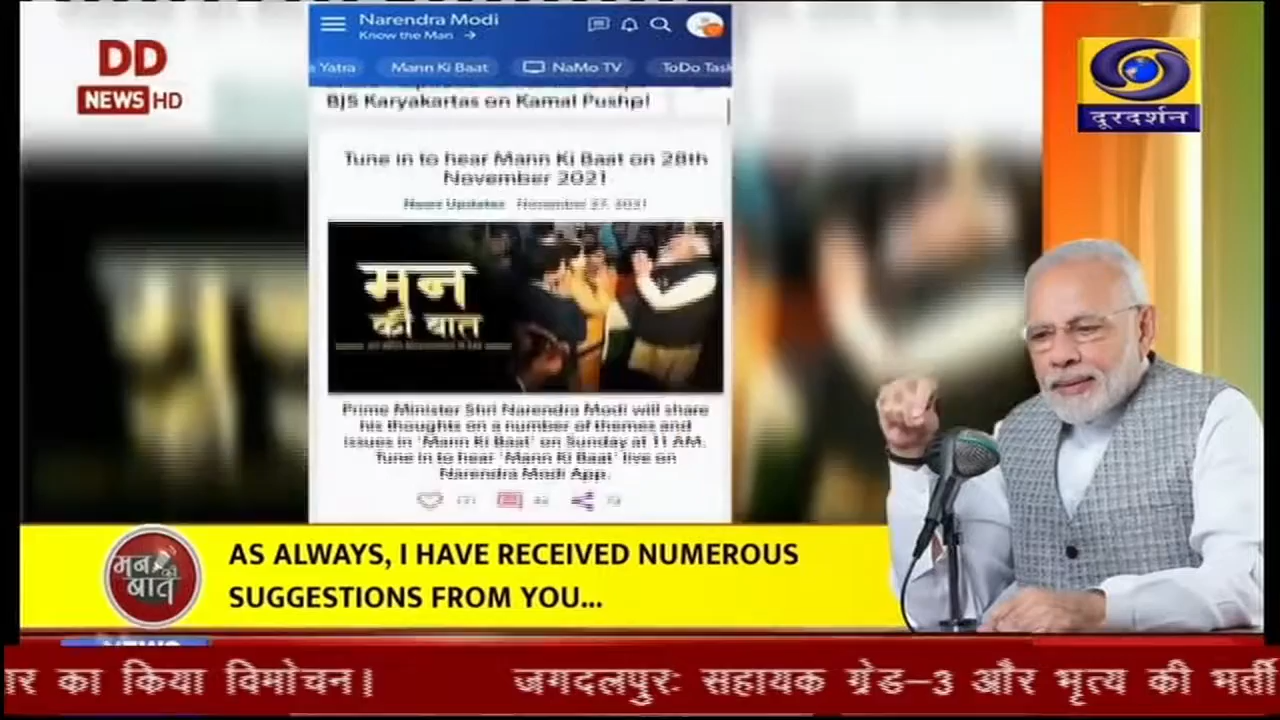 DD
NEWS HD
Narendra Modi
Know the Man →
Yatra
Mann Ki Baat
NaMo TV
ToDo Task
BJS Karyakartas on Kamal Pushp!
दूरदर्शन
Tune in to hear Mann Ki Baat on 28th
November 2021
News Updates November 27, 2021
मन
की बात
Prime Minister Shri Narendra Modi will share
his thoughts on a number of themes and
issues in 'Mann Ki Baat' on Sunday at 11 AM.
Tune in to hear 'Mann Ki Baat' live on
Narendra Modi App.
मन की
बात
AS ALWAYS, I HAVE RECEIVED NUMEROUS
SUGGESTIONS FROM YOU...
NEWS
का किया विमोचन। जगदलपुरः सहायक ग्रेड-3 और भृत्य की भर्ती